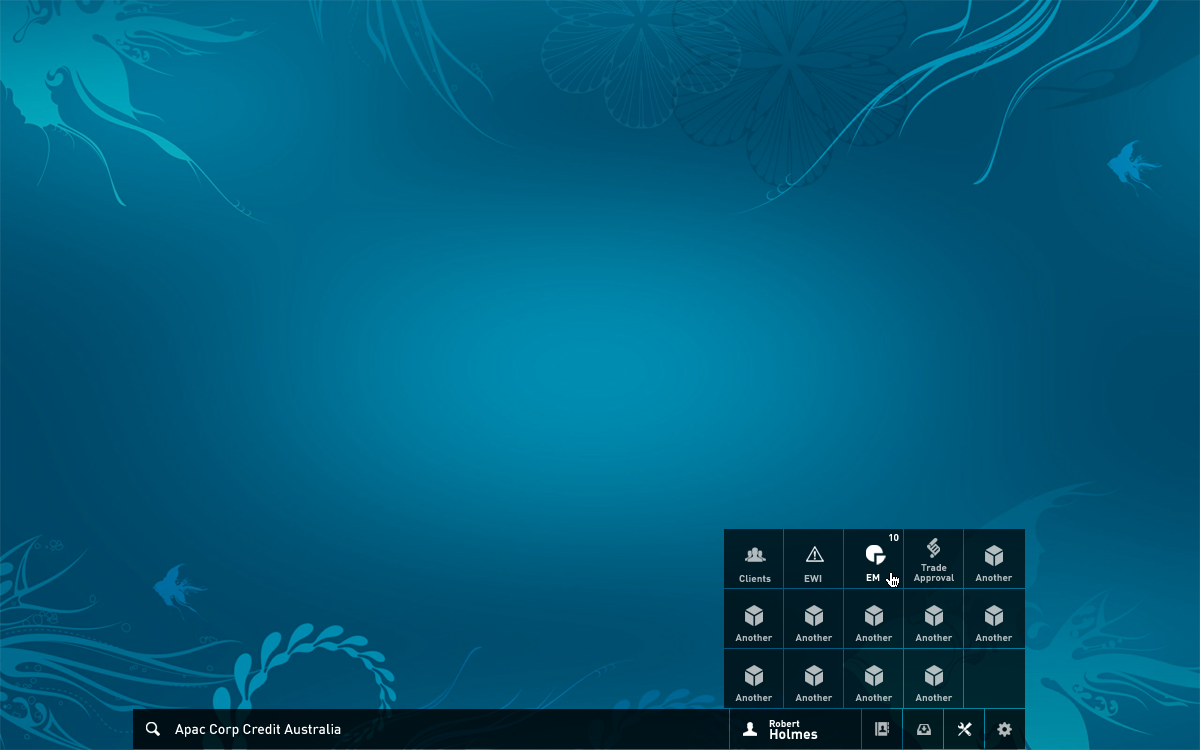 10
Clients
EWI
EM
Trade
Approval
Another
Another
Another
Another
Another
Another
Another
Another
Another
Another
Apac Corp Credit Australia
Robert
Holmes